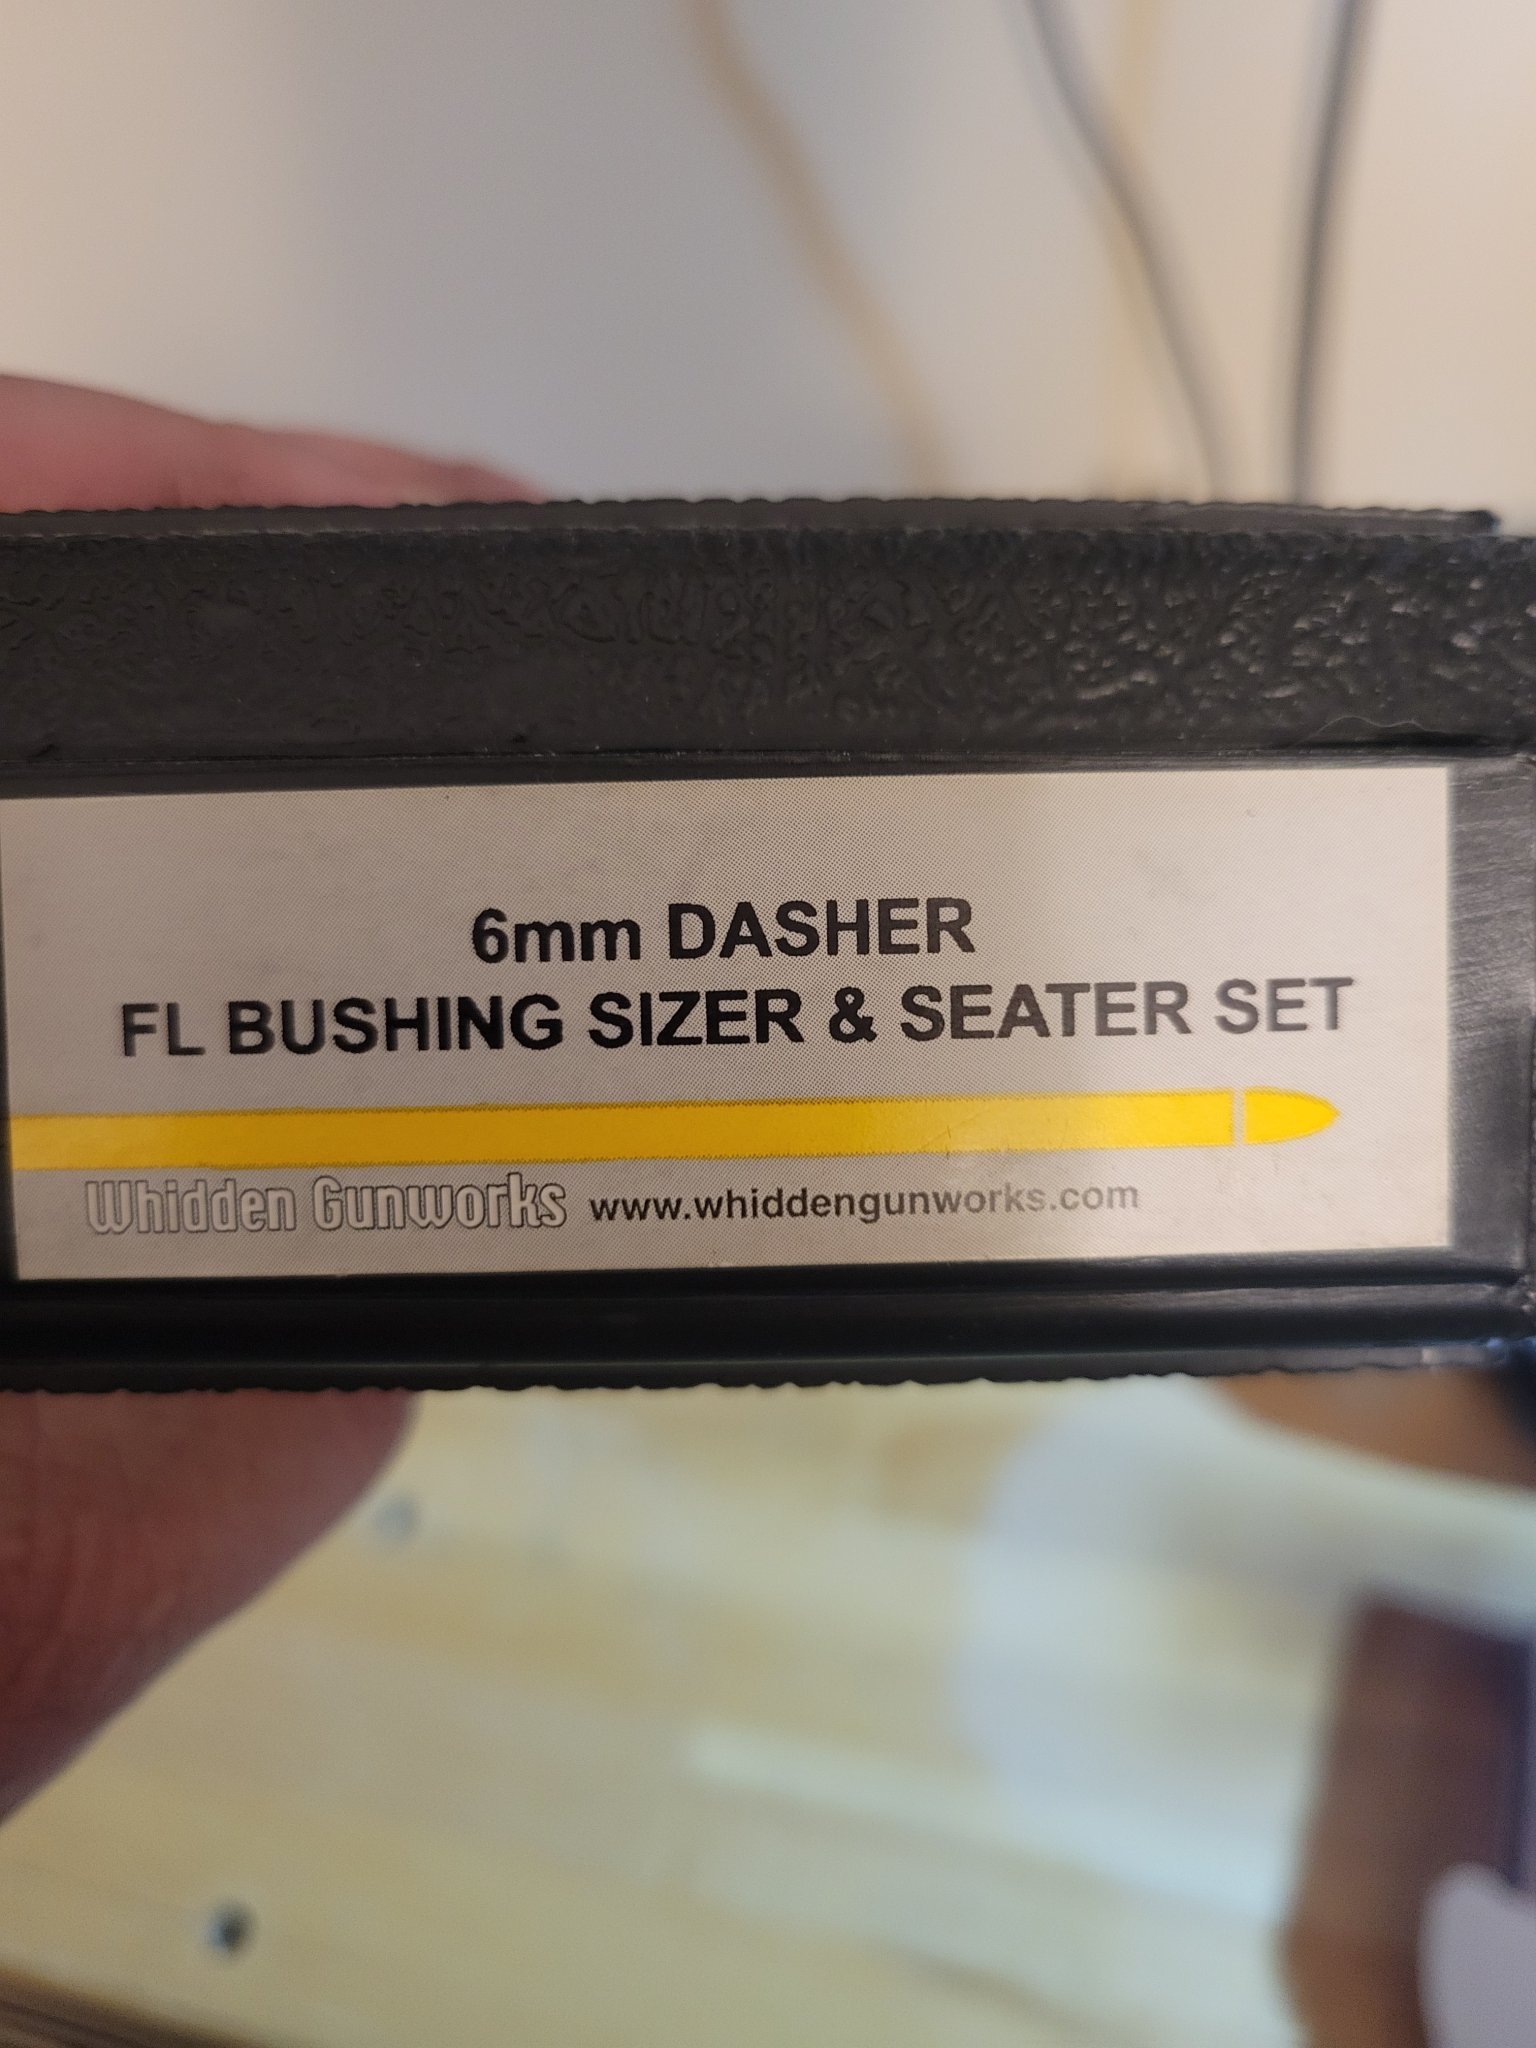 6mm DASHER
FL BUSHING SIZER & SEATER SET
Whidden Gunworks www.whiddengunworks.com